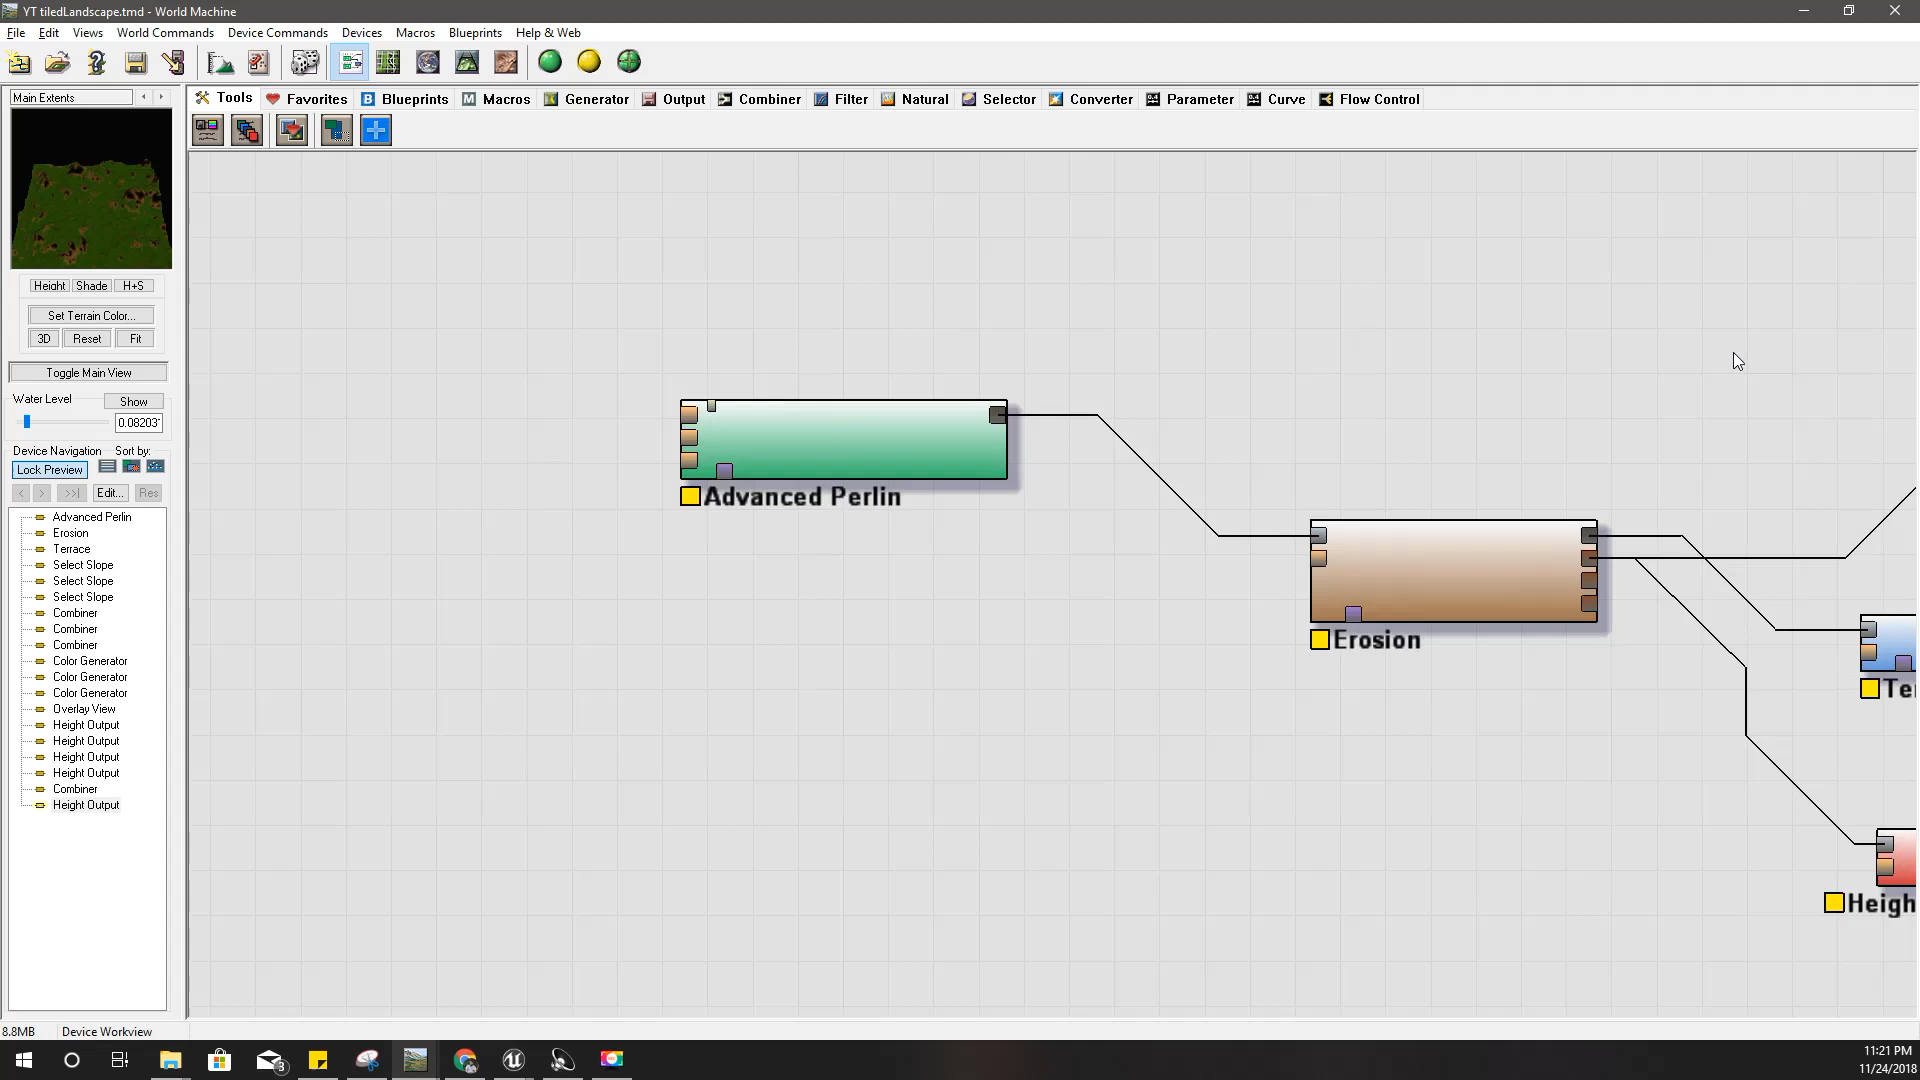 YT tiledLandscape.tmd - World Machine
File Edit Views World Commands Device Commands Devices Macros Blueprints Help & Web
Main Extents
Tools Favorites Blueprints Macros Generator Output Combiner Filter Natural Selector Converter Parameter Curve Flow Control
Height Shade H+S
Set Terrain Color...
3D Reset Fit
Toggle Main View
Water Level Show
0.08203
Device Navigation Sort by:
Lock Preview
< > >>| Edit... Res
Advanced Perlin
Erosion
Terrace
Select Slope
Select Slope
Select Slope
Combiner
Combiner
Combiner
Color Generator
Color Generator
Color Generator
Overlay View
Height Output
Height Output
Height Output
Height Output
Combiner
Height Output
Advanced Perlin
Erosion
Te
Heigh
8.8MB Device Workview
3
11:21 PM
11/24/2018